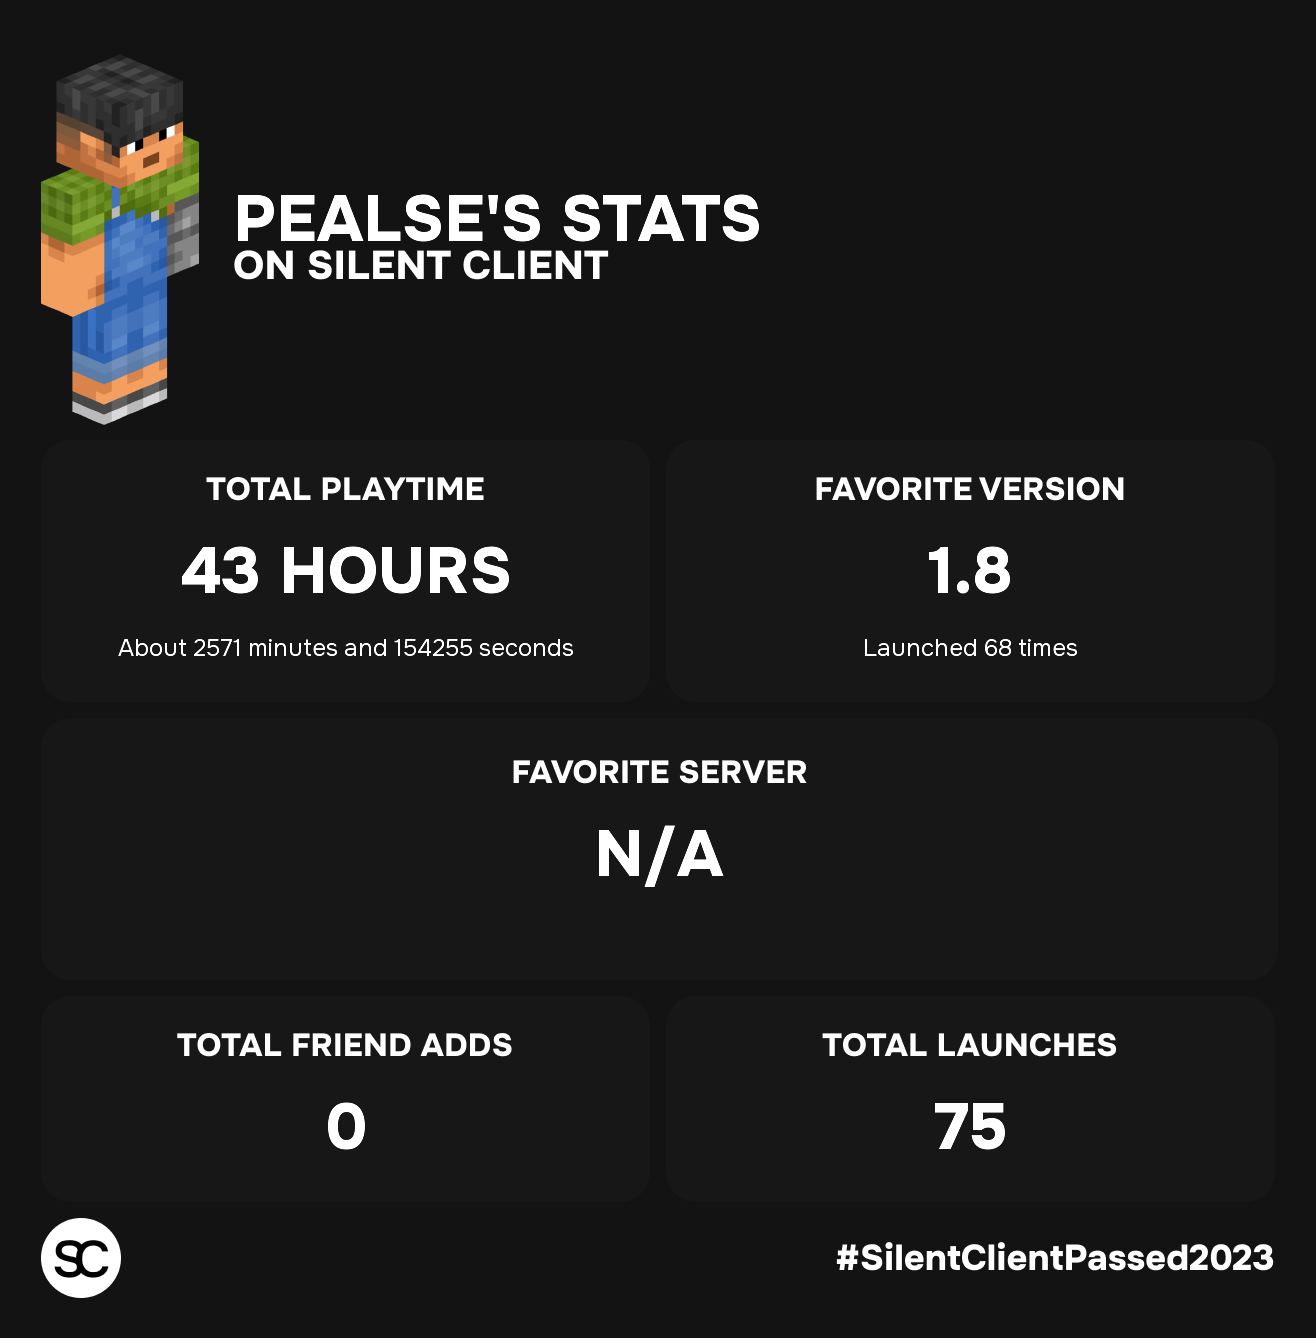 PEALSE'S STATS
ON SILENT CLIENT
TOTAL PLAYTIME
43 HOURS
About 2571 minutes and 154255 seconds
FAVORITE VERSION
1.8
Launched 68 times
FAVORITE SERVER
N/A
TOTAL FRIEND ADDS
0
TOTAL LAUNCHES
75
SC
#SilentClientPassed2023